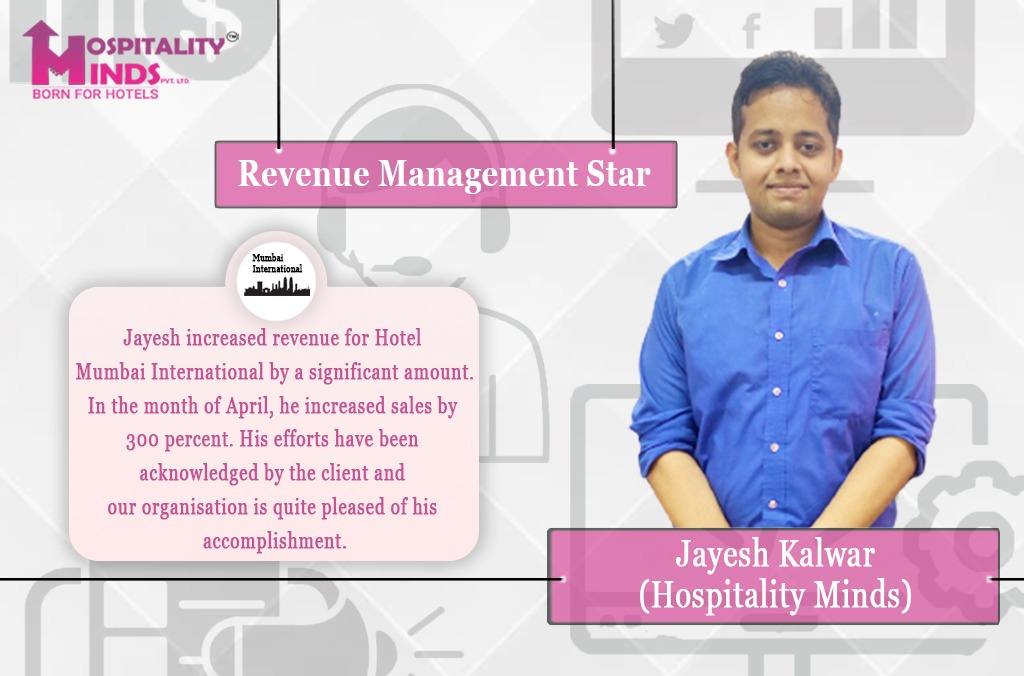 HOSPITALITY TM
MINDS PVT. LTD.
BORN FOR HOTELS
Revenue Management Star
Mumbai
International
Jayesh increased revenue for Hotel
Mumbai International by a significant amount.
In the month of April, he increased sales by
300 percent. His efforts have been
acknowledged by the client and
our organisation is quite pleased of his
accomplishment.
Jayesh Kalwar
(Hospitality Minds)